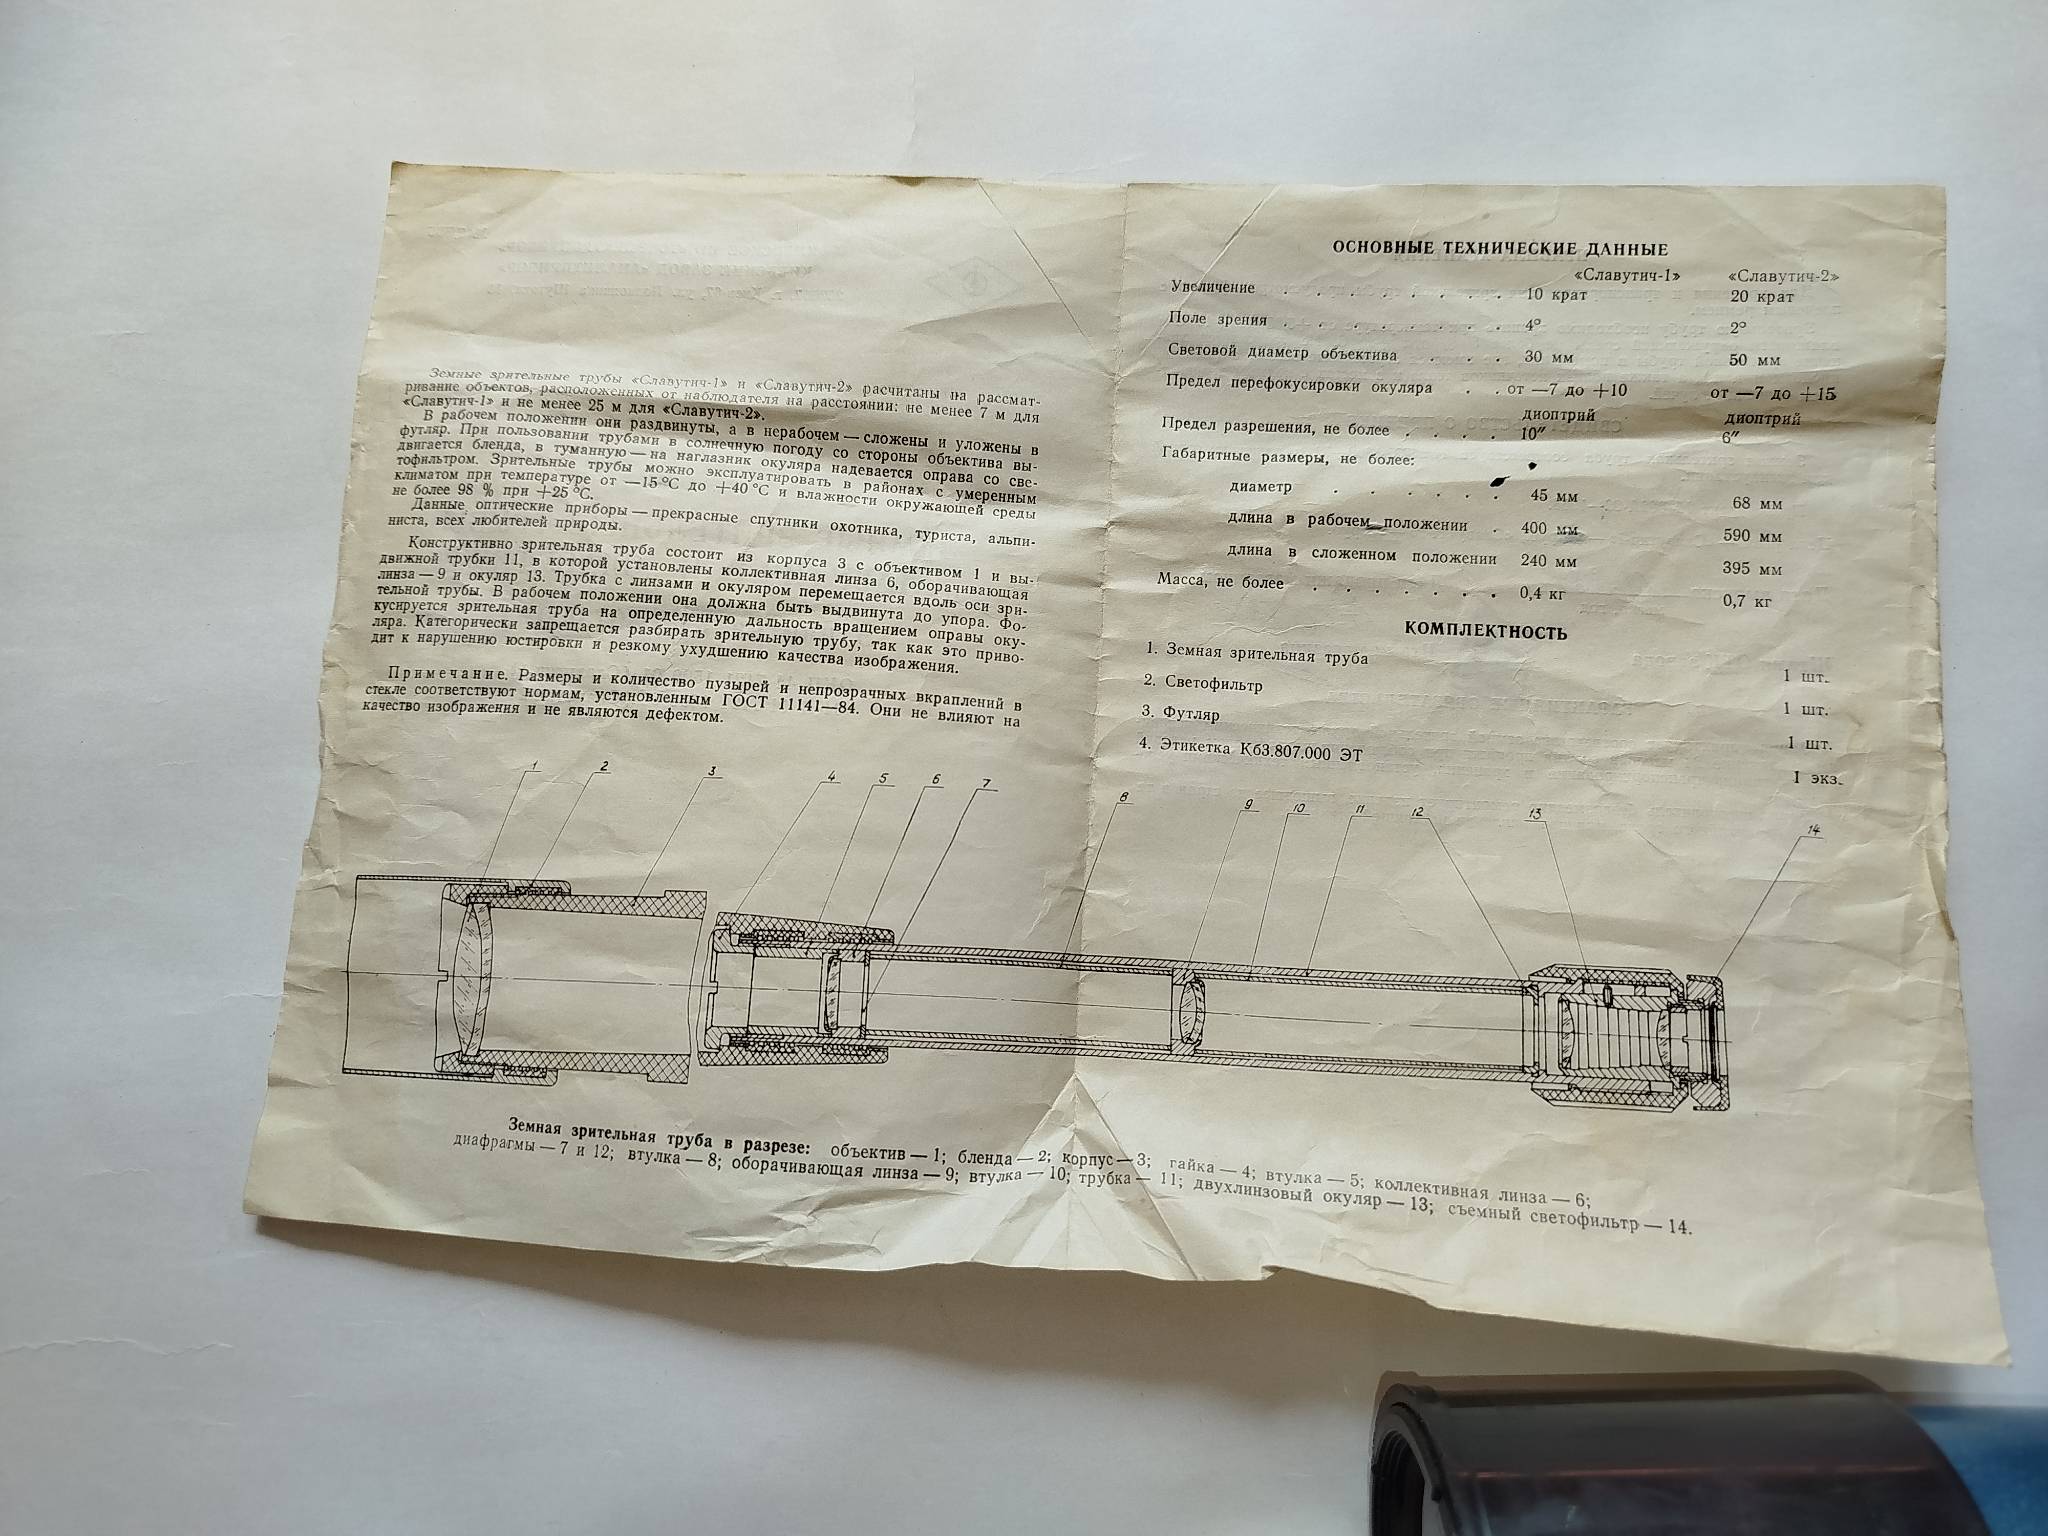 Земные зрительные трубы «Славутич-1» и «Славутич-2» расчитаны на рассмат-
ривание объектов, расположенных от наблюдателя на расстоянии: не менее 7 м для
«Славутич-1» и не менее 25 м для «Славутич-2».
В рабочем положении они раздвинуты, а в нерабочем — сложены и уложены в
футляр. При пользовании трубами в солнечную погоду со стороны объектива вы-
двигается бленда, в туманную — на наглазник окуляра надевается оправа со све-
тофильтром. Зрительные трубы можно эксплуатировать в районах с умеренным
климатом при температуре от —15 °С до +40 °С и влажности окружающей среды
не более 98 % при +25 °С.
Данные оптические приборы — прекрасные спутники охотника, туриста, альпи-
ниста, всех любителей природы.
Конструктивно зрительная труба состоит из корпуса 3 с объективом 1 и вы-
движной трубки 11, в которой установлены коллективная линза 6, оборачивающая
линза — 9 и окуляр 13. Трубка с линзами и окуляром перемещается вдоль оси зри-
тельной трубы. В рабочем положении она должна быть выдвинута до упора. Фо-
кусируется зрительная труба на определенную дальность вращением оправы оку-
ляра. Категорически запрещается разбирать зрительную трубу, так как это приво-
дит к нарушению юстировки и резкому ухудшению качества изображения.
Примечание. Размеры и количество пузырей и непрозрачных вкраплений в
стекле соответствуют нормам, установленным ГОСТ 11141—84. Они не влияют на
качество изображения и не являются дефектом.
ОСНОВНЫЕ ТЕХНИЧЕСКИЕ ДАННЫЕ
«Славутич-1» «Славутич-2»
Увеличение . . . . . . . . 10 крат 20 крат
Поле зрения . . . . . . . 4° 2°
Световой диаметр объектива . . . 30 мм 50 мм
Предел перефокусировки окуляра . . от —7 до +10 от —7 до +15
диоптрий диоптрий
Предел разрешения, не более . . . . 10″ 6″
Габаритные размеры, не более:
диаметр . . . . . . 45 мм 68 мм
длина в рабочем положении . 400 мм 590 мм
длина в сложенном положении 240 мм 395 мм
Масса, не более . . . . . . . 0,4 кг 0,7 кг
КОМПЛЕКТНОСТЬ
1. Земная зрительная труба 1 шт.
2. Светофильтр 1 шт.
3. Футляр 1 шт.
4. Этикетка Кб3.807.000 ЭТ 1 экз.
1 2 3 4 5 6 7 8 9 10 11 12 13 14
Земная зрительная труба в разрезе: объектив — 1; бленда — 2; корпус — 3; гайка — 4; втулка — 5; коллективная линза — 6;
диафрагмы — 7 и 12; втулка — 8; оборачивающая линза — 9; втулка — 10; трубка — 11; двухлинзовый окуляр — 13; съемный светофильтр — 14.